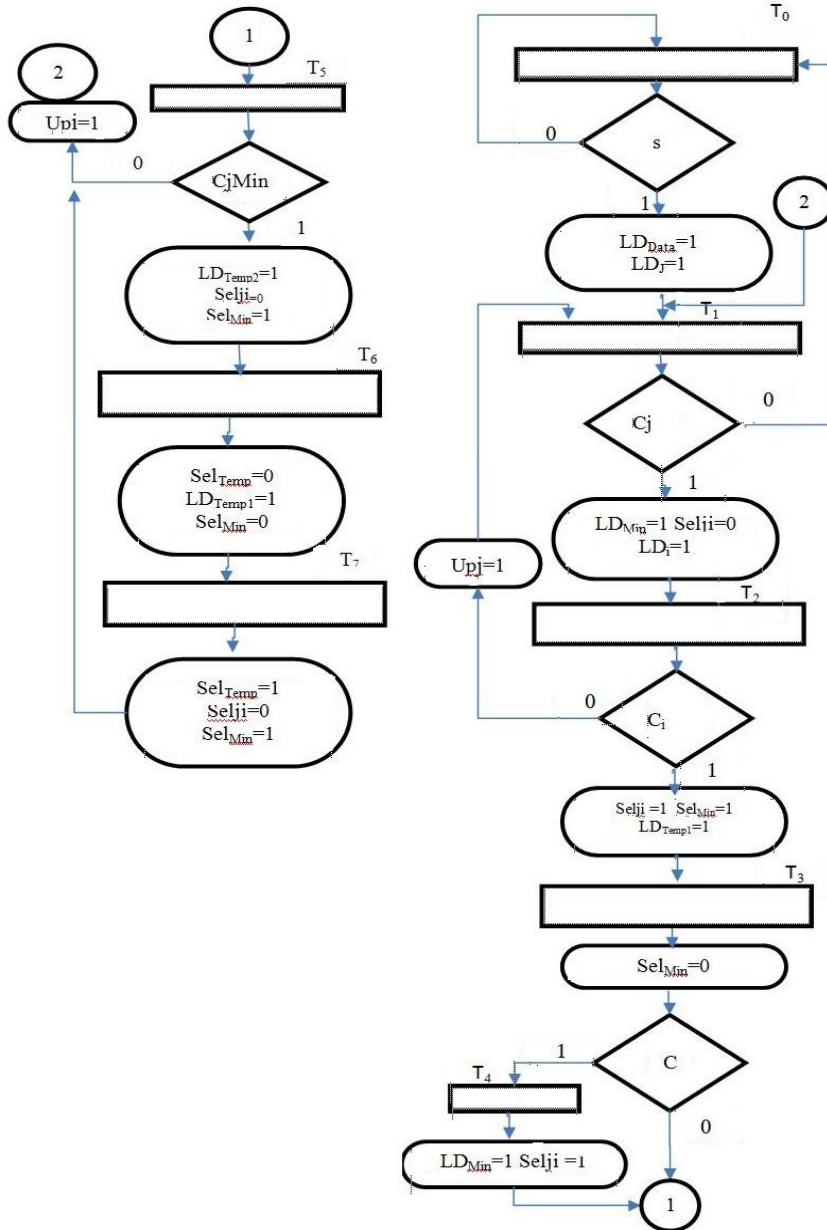 1
T5
2
Upi=1
0
CjMin
1
LDTemp2=1
Selji=0
SelMin=1
T6
SelTemp=0
LDTemp1=1
SelMin=0
T7
SelTemp=1
Selji=0
SelMin=1
T0
0
s
1
2
LDData=1
LDJ=1
T1
Cj
0
1
LDMin=1 Selji=0
LDi=1
Upj=1
T2
0
Ci
1
Selji =1 SelMin=1
LDTemp1=1
T3
SelMin=0
1
C
T4
0
LDMin=1 Selji =1
1